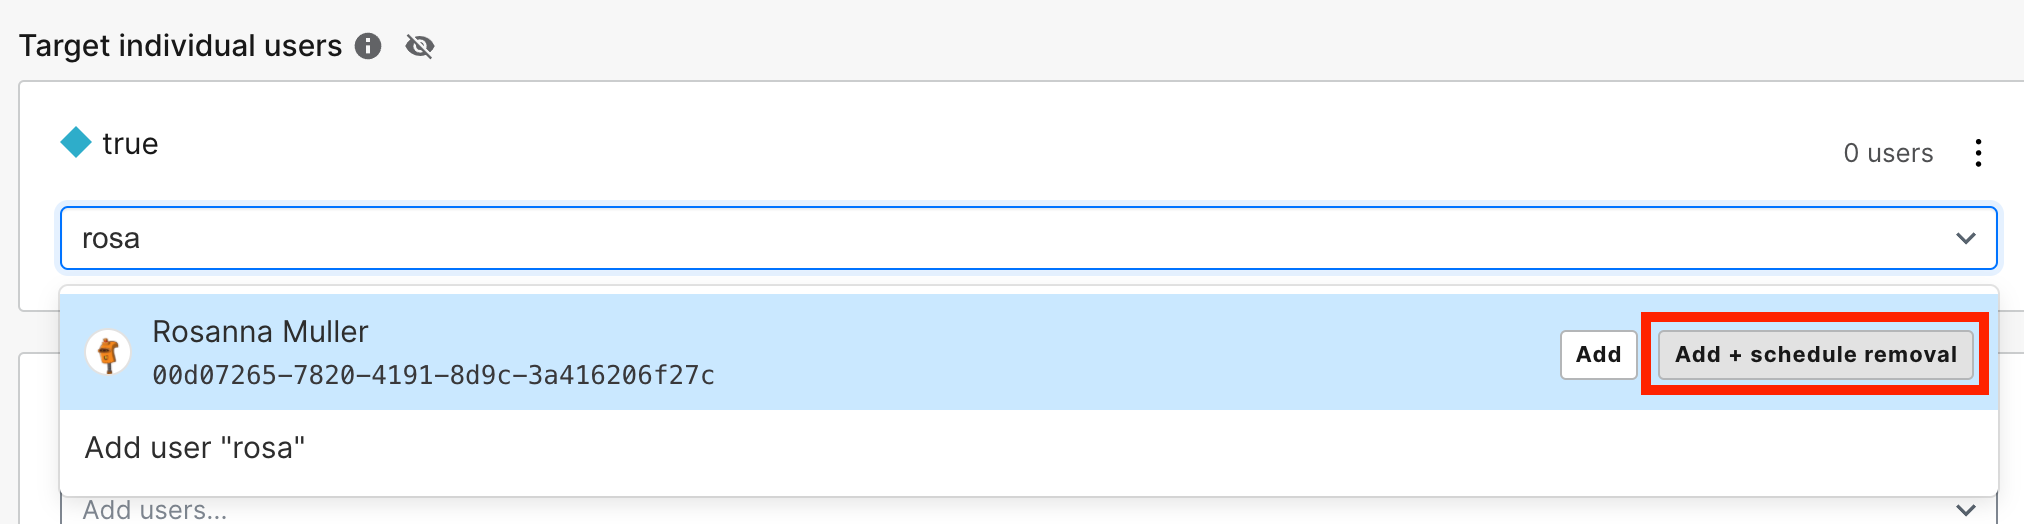 Target individual users
true
0 users
rosa
Rosanna Muller
00d07265-7820-4191-8d9c-3a416206f27c
Add
Add + schedule removal
Add user "rosa"
Add users...